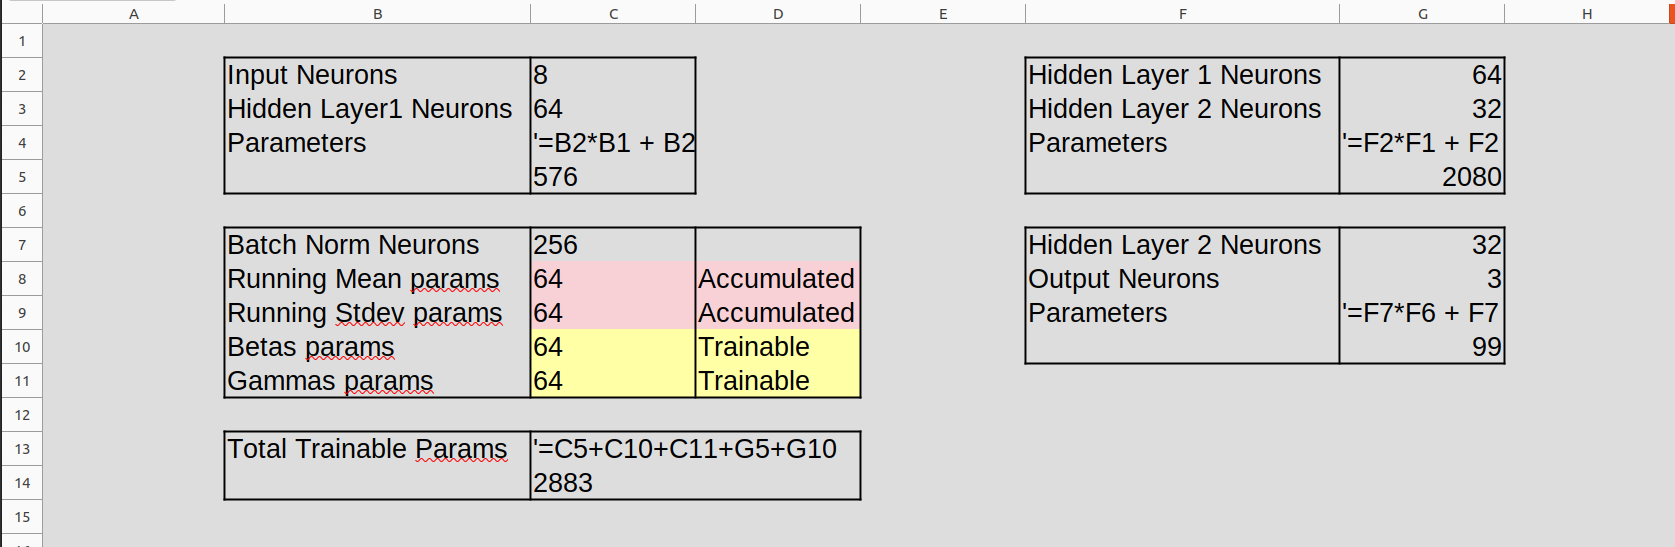 A B C D E F G H
1
2 Input Neurons 8 Hidden Layer 1 Neurons 64
3 Hidden Layer1 Neurons 64 Hidden Layer 2 Neurons 32
4 Parameters '=B2*B1 + B2 Parameters '=F2*F1 + F2
5 576 2080
6
7 Batch Norm Neurons 256 Hidden Layer 2 Neurons 32
8 Running Mean params 64 Accumulated Output Neurons 3
9 Running Stdev params 64 Accumulated Parameters '=F7*F6 + F7
10 Betas params 64 Trainable 99
11 Gammas params 64 Trainable
12
13 Total Trainable Params '=C5+C10+C11+G5+G10
14 2883
15